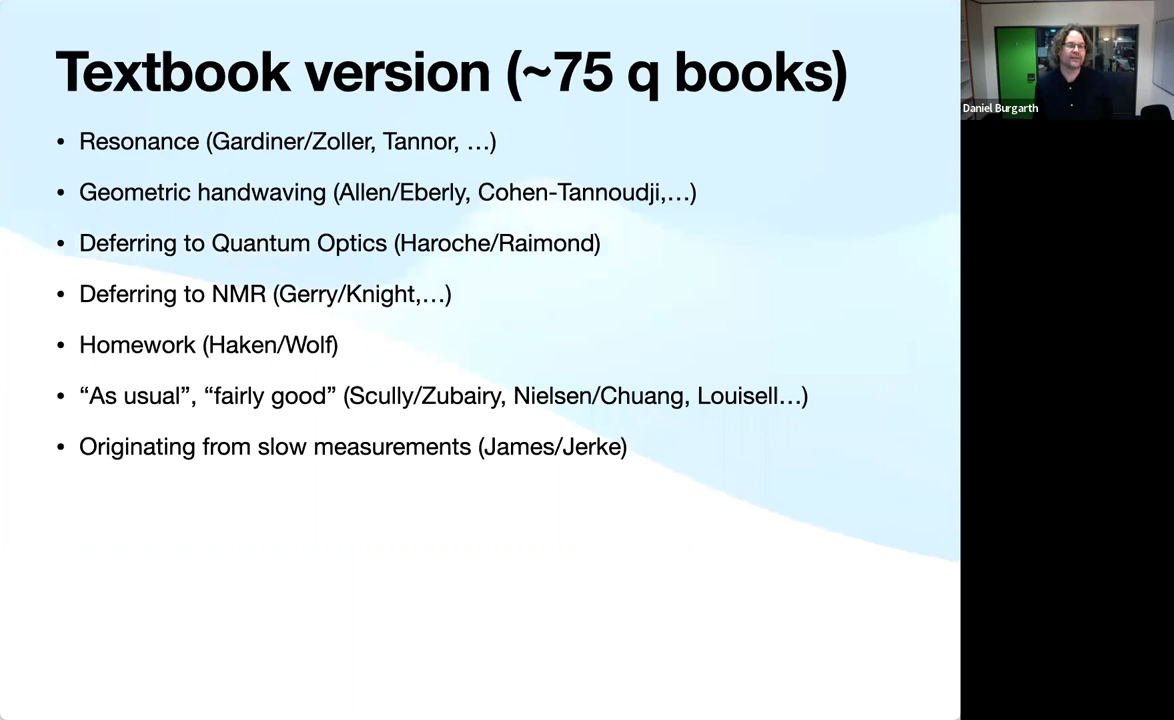 Textbook version (~75 q books)
• Resonance (Gardiner/Zoller, Tannor, …)
• Geometric handwaving (Allen/Eberly, Cohen-Tannoudji,…)
• Deferring to Quantum Optics (Haroche/Raimond)
• Deferring to NMR (Gerry/Knight,…)
• Homework (Haken/Wolf)
• “As usual”, “fairly good” (Scully/Zubairy, Nielsen/Chuang, Louisell…)
• Originating from slow measurements (James/Jerke)
Daniel Burgarth